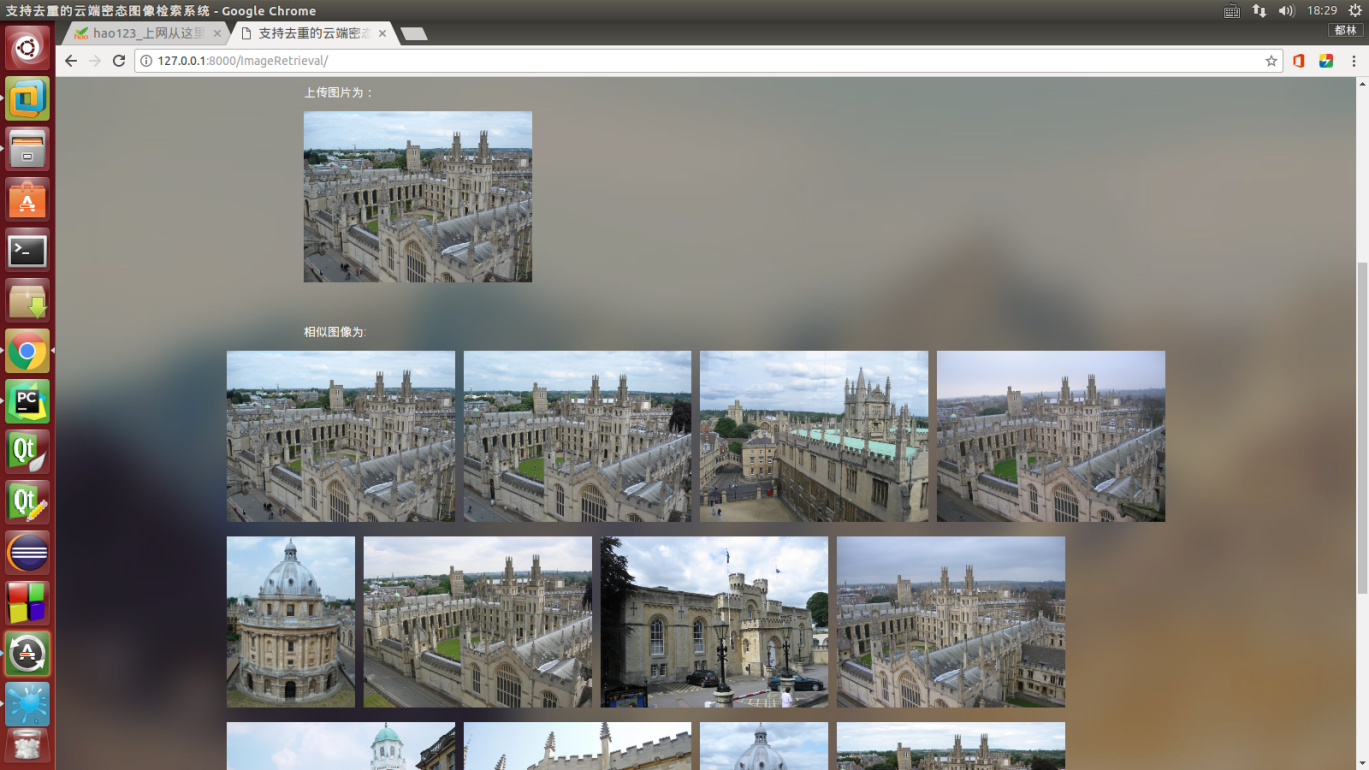 支持去重的云端密态图像检索系统 - Google Chrome
18:29
hao123_上网从这里
支持去重的云端密态
都林
127.0.0.1:8000/ImageRetrieval/
上传图片为：
相似图像为:
PC
Qt
Qt